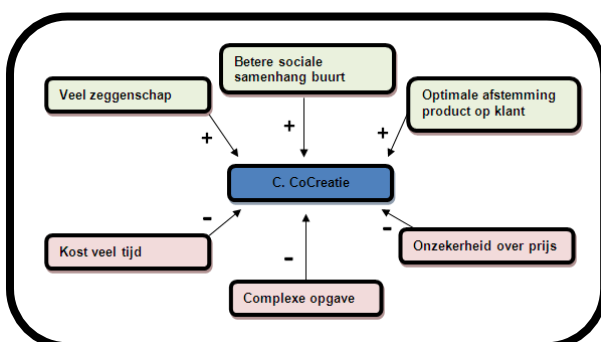 Betere sociale
samenhang buurt
Veel zeggenschap
Optimale afstemming
product op klant
+
+
+
C. CoCreatie
-
-
-
Kost veel tijd
Onzekerheid over prijs
Complexe opgave